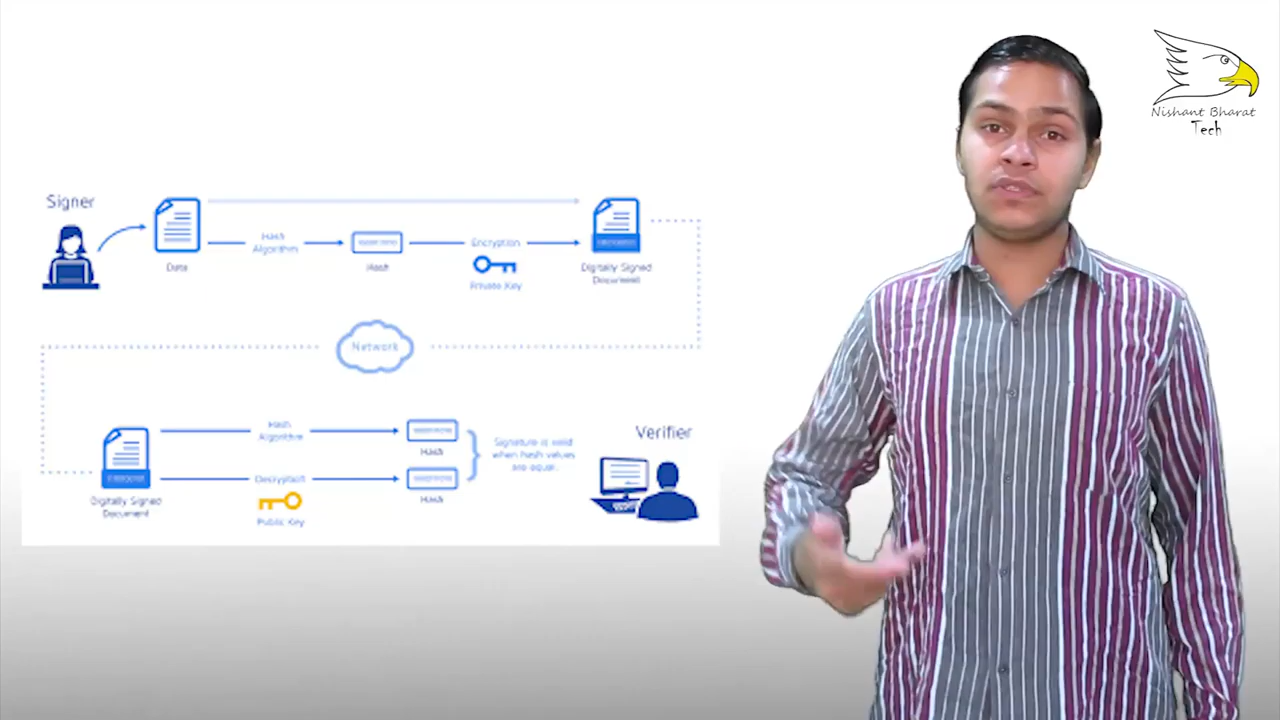 Nishant Bharat
Tech
Signer
Hash
Algorithm
Encryption
Data
Hash
Private Key
Digitally Signed
Document
Network
Hash
Algorithm
Hash
Decryption
Hash
Public Key
Digitally Signed
Document
Signature is valid
when hash values
are equal.
Verifier